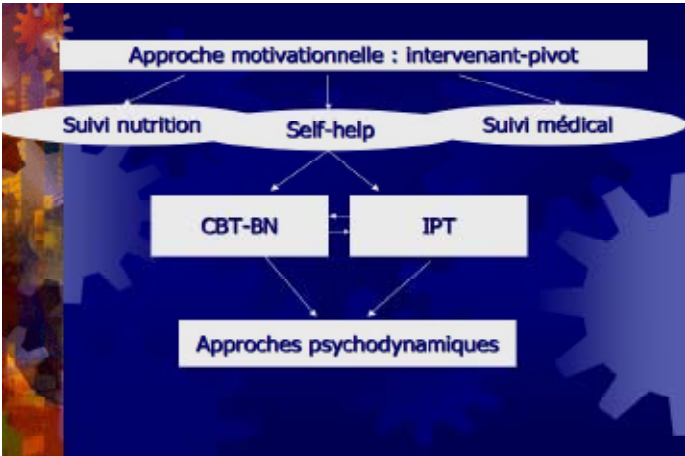 Approche motivationnelle : intervenant-pivot
Suivi nutrition
Self-help
Suivi médical
CBT-BN
IPT
Approches psychodynamiques